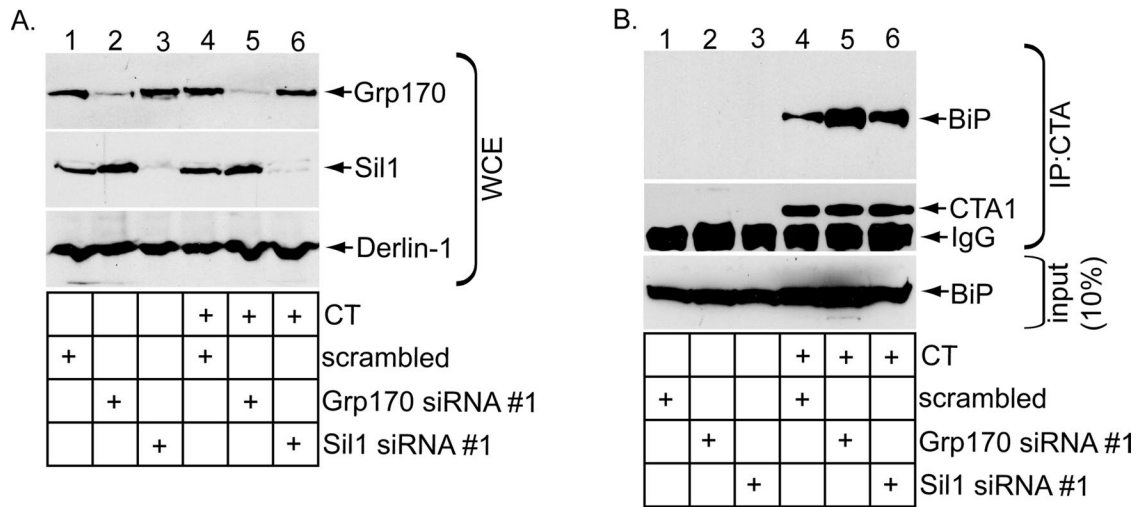 A.
1 2 3 4 5 6
Grp170
Sil1
Derlin-1
WCE
+ + + CT
+ + scrambled
+ + Grp170 siRNA #1
+ + Sil1 siRNA #1
B.
1 2 3 4 5 6
BiP
CTA1
IgG
IP:CTA
BiP
input
(10%)
+ + + CT
+ + scrambled
+ + Grp170 siRNA #1
+ + Sil1 siRNA #1